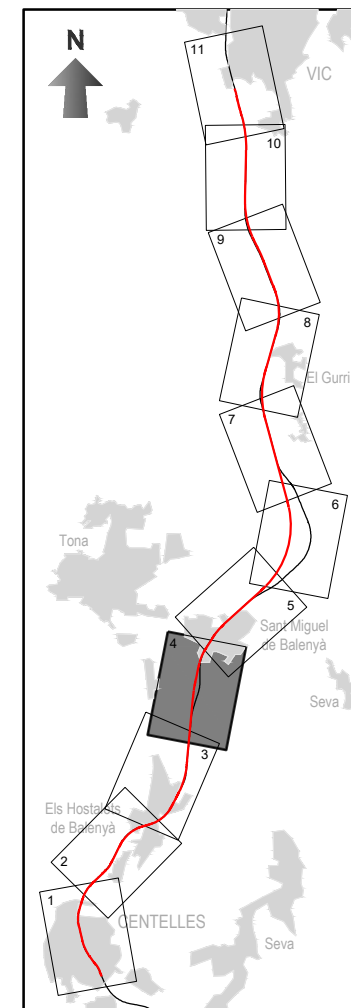 N
11
VIC
10
9
8
El Gurri
7
6
Tona
5
Sant Miguel
de Balenyà
4
Seva
3
Els Hostalets
de Balenyà
2
1
CENTELLES
Seva